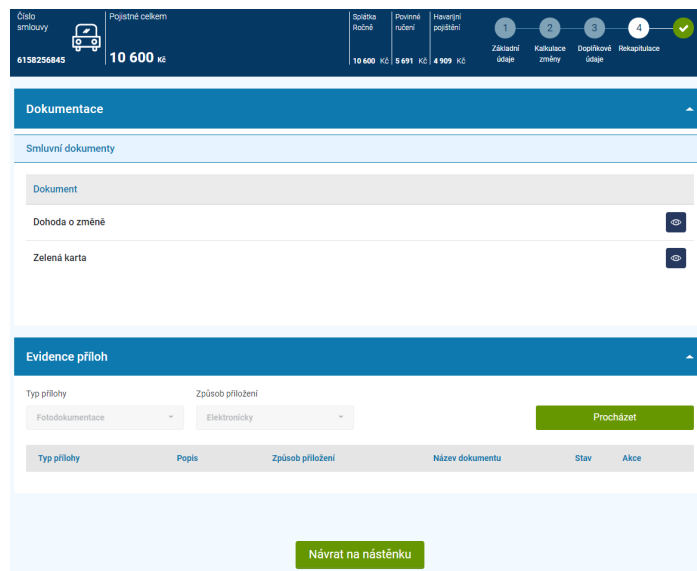 Číslo smlouvy
6158256845
Pojistné celkem
10 600 Kč
Splátka Ročně
10 600 Kč
Povinné ručení
5 691 Kč
Havarijní pojištění
4 909 Kč
1
Základní údaje
2
Kalkulace změny
3
Doplňkové údaje
4
Rekapitulace
Dokumentace
Smluvní dokumenty
Dokument
Dohoda o změně
Zelená karta
Evidence příloh
Typ přílohy
Způsob přiložení
Fotodokumentace
Elektronicky
Procházet
Typ přílohy Popis Způsob přiložení Název dokumentu Stav Akce
Návrat na nástěnku